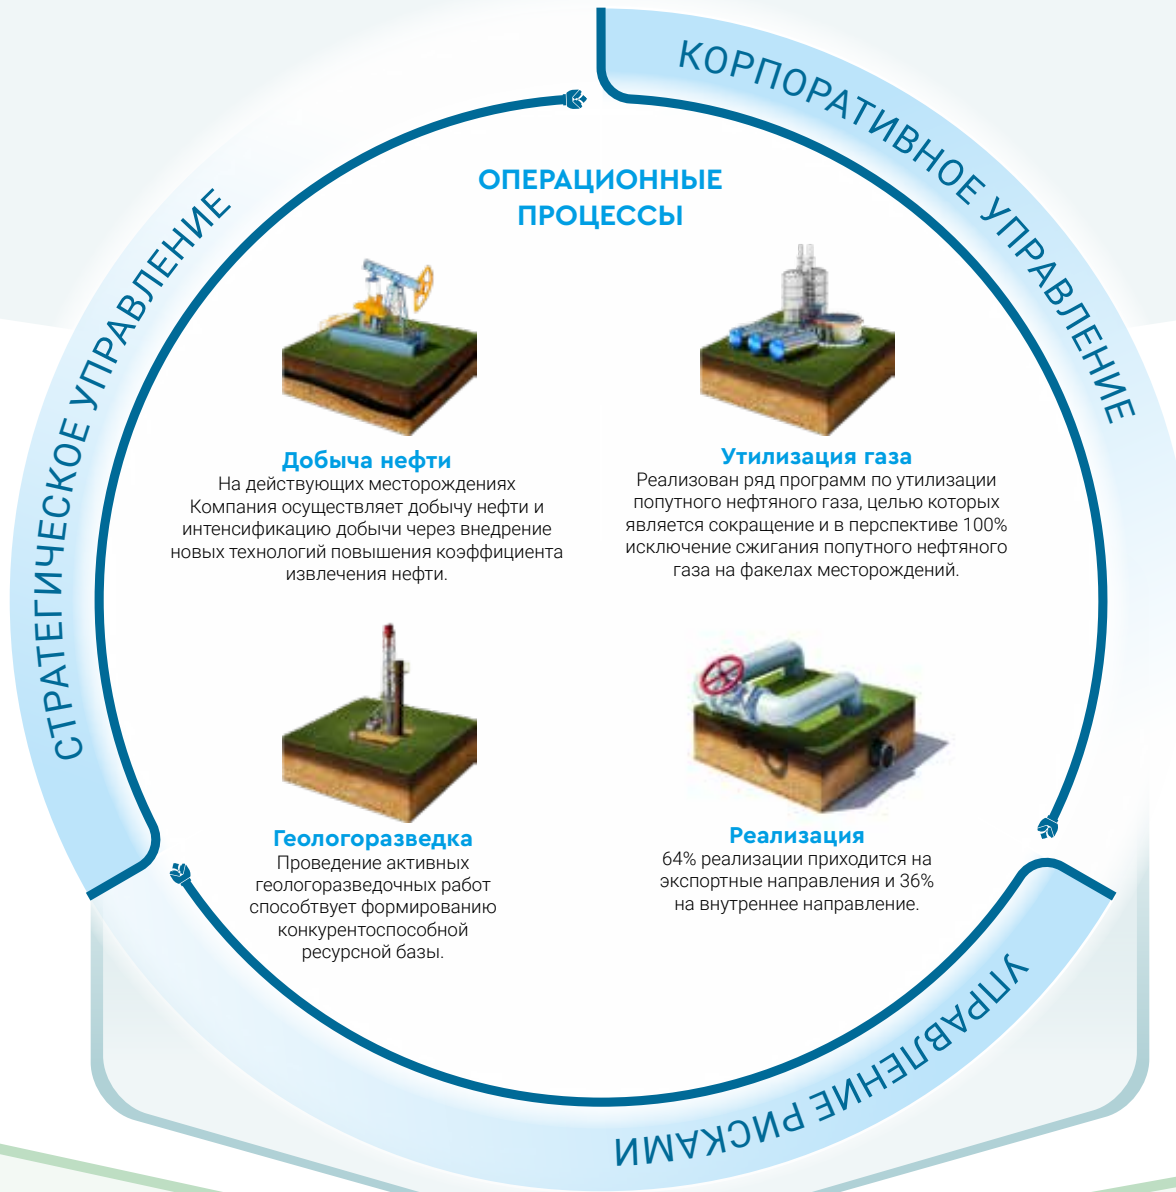 КОРПОРАТИВНОЕ УПРАВЛЕНИЕ
СТРАТЕГИЧЕСКОЕ УПРАВЛЕНИЕ
ОПЕРАЦИОННЫЕ
ПРОЦЕССЫ
Добыча нефти
На действующих месторождениях
Компания осуществляет добычу нефти и
интенсификацию добычи через внедрение
новых технологий повышения коэффициента
извлечения нефти.
Утилизация газа
Реализован ряд программ по утилизации
попутного нефтяного газа, целью которых
является сокращение и в перспективе 100%
исключение сжигания попутного нефтяного
газа на факелах месторождений.
Геологоразведка
Проведение активных
геологоразведочных работ
способтвует формированию
конкурентоспособной
ресурсной базы.
Реализация
64% реализации приходится на
экспортные направления и 36%
на внутреннее направление.
УПРАВЛЕНИЕ РИСКАМИ